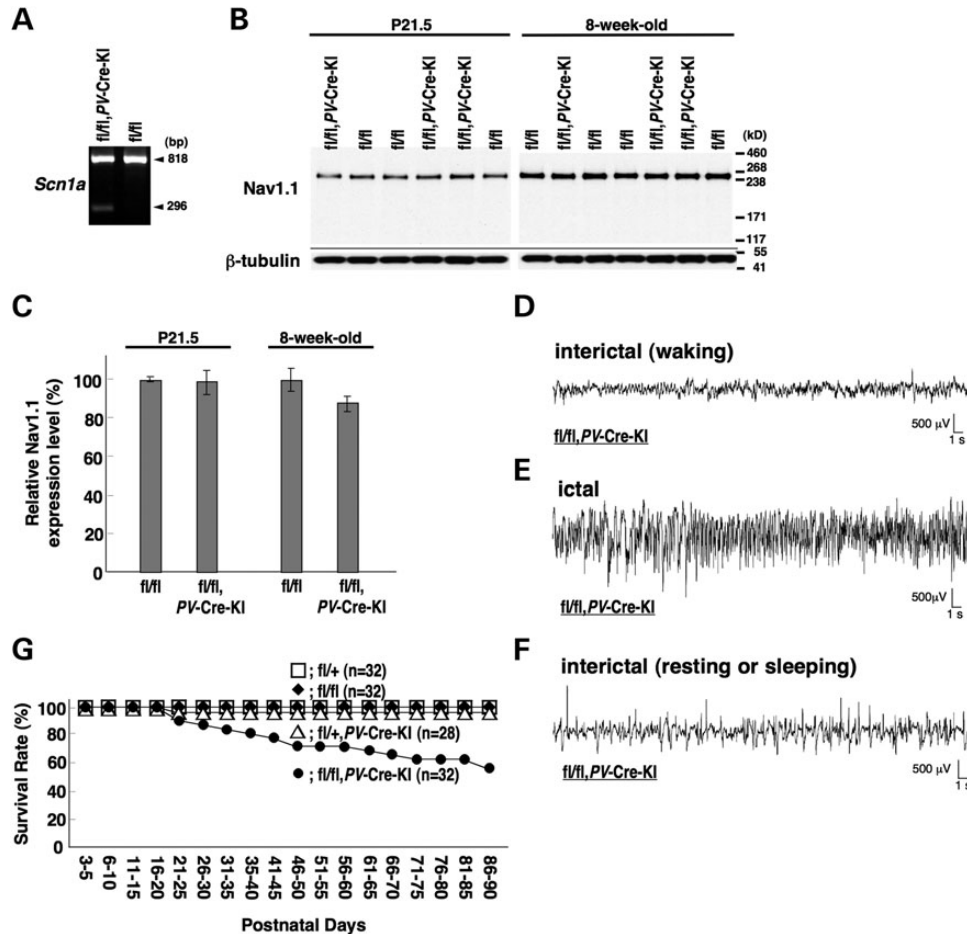 A
fl/fl,PV-Cre-KI
fl/fl
(bp)
818
Scn1a
296
B
P21.5
8-week-old
fl/fl,PV-Cre-KI
fl/fl
fl/fl
fl/fl,PV-Cre-KI
fl/fl,PV-Cre-KI
fl/fl
fl/fl
fl/fl,PV-Cre-KI
fl/fl
fl/fl
fl/fl,PV-Cre-KI
fl/fl,PV-Cre-KI
fl/fl
(kD)
460
268
238
171
117
55
41
Nav1.1
β-tubulin
C
P21.5
8-week-old
Relative Nav1.1
expression level (%)
100
80
60
40
20
0
fl/fl
fl/fl,
PV-Cre-KI
fl/fl
fl/fl,
PV-Cre-KI
D
interictal (waking)
500 μV
1 s
fl/fl,PV-Cre-KI
E
ictal
500μV
1 s
fl/fl,PV-Cre-KI
F
interictal (resting or sleeping)
500 μV
1 s
fl/fl,PV-Cre-KI
G
; fl/+ (n=32)
; fl/fl (n=32)
; fl/+,PV-Cre-KI (n=28)
; fl/fl,PV-Cre-KI (n=32)
Survival Rate (%)
100
80
60
40
20
0
3-5
6-10
11-15
16-20
21-25
26-30
31-35
35-40
41-45
46-50
51-55
56-60
61-65
66-70
71-75
76-80
81-85
86-90
Postnatal Days